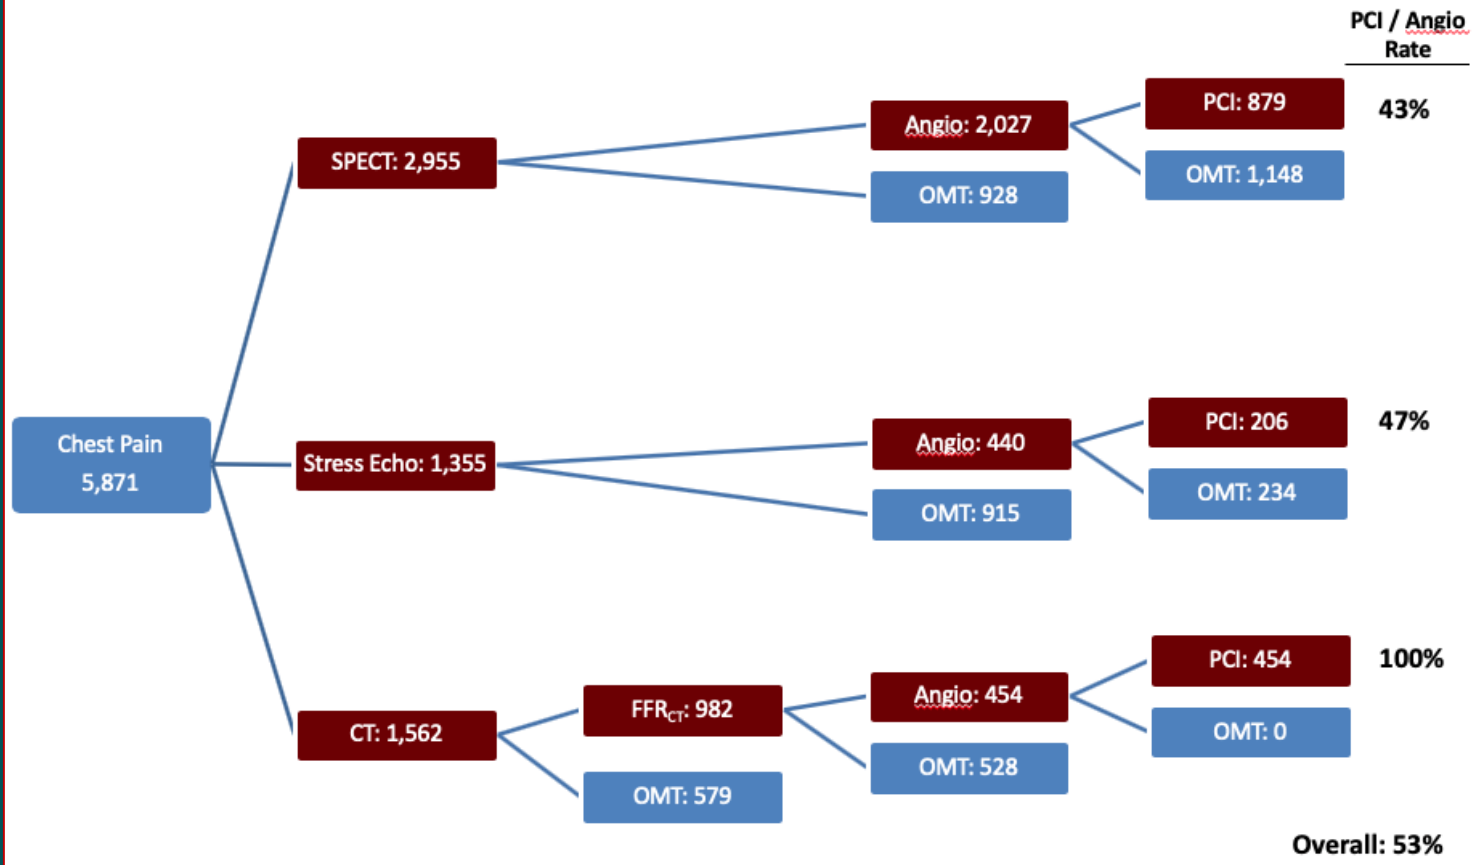 PCI / Angio
Rate
PCI: 879
43%
Angio: 2,027
SPECT: 2,955
OMT: 1,148
OMT: 928
PCI: 206
47%
Angio: 440
Chest Pain
5,871
Stress Echo: 1,355
OMT: 234
OMT: 915
PCI: 454
100%
Angio: 454
FFRCT: 982
CT: 1,562
OMT: 0
OMT: 528
OMT: 579
Overall: 53%